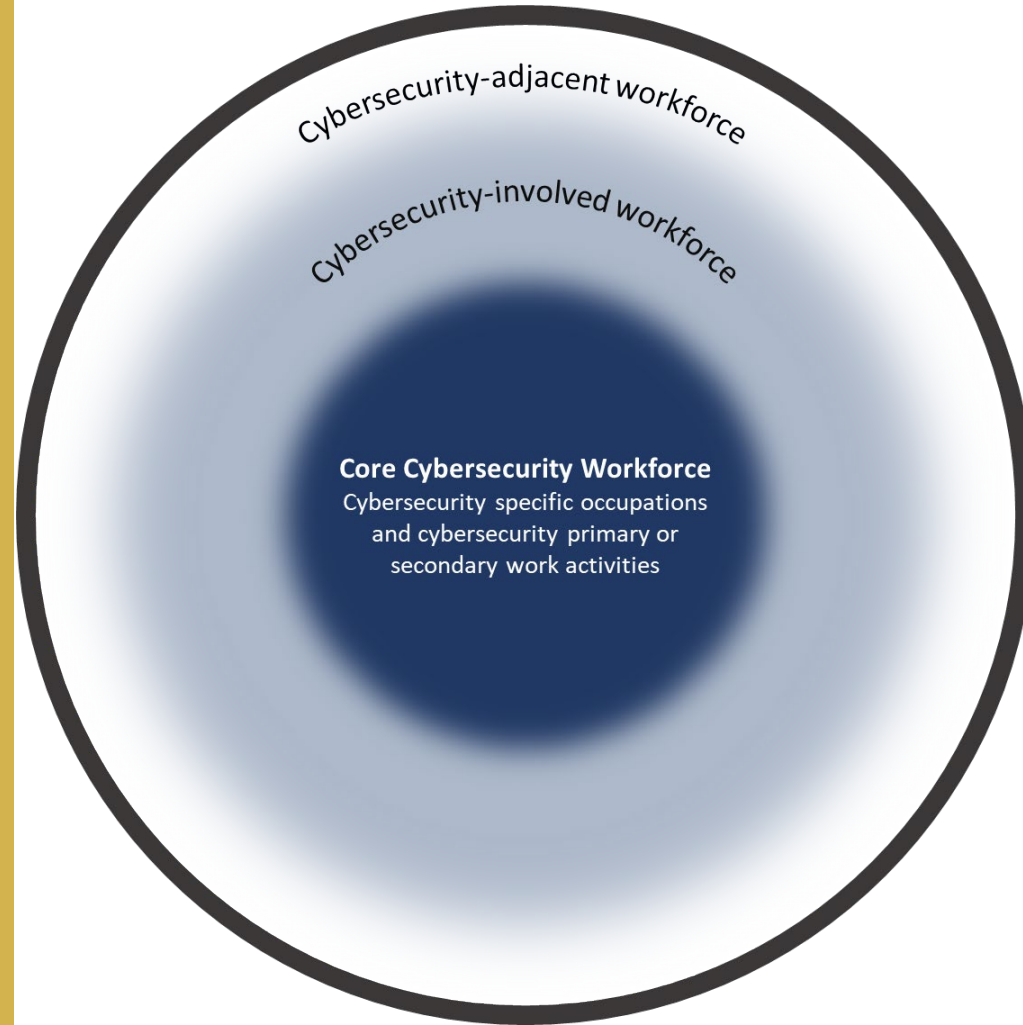 Cybersecurity-adjacent workforce
Cybersecurity-involved workforce
Core Cybersecurity Workforce
Cybersecurity specific occupations
and cybersecurity primary or
secondary work activities